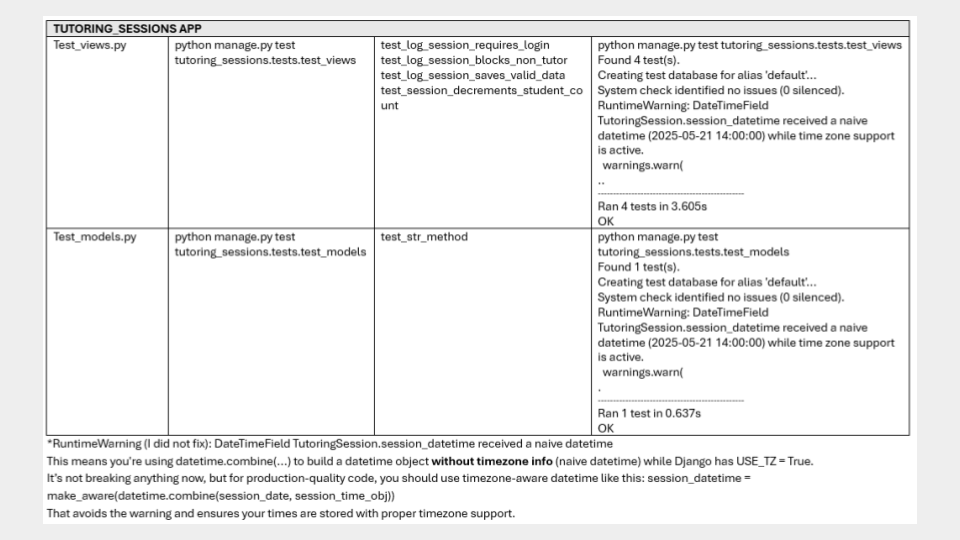 TUTORING_SESSIONS APP
Test_views.py
python manage.py test
tutoring_sessions.tests.test_views
test_log_session_requires_login
test_log_session_blocks_non_tutor
test_log_session_saves_valid_data
test_session_decrements_student_co
unt
python manage.py test tutoring_sessions.tests.test_views
Found 4 test(s).
Creating test database for alias 'default'...
System check identified no issues (0 silenced).
RuntimeWarning: DateTimeField
TutoringSession.session_datetime received a naive
datetime (2025-05-21 14:00:00) while time zone support
is active.
warnings.warn(
..
----------------------------------------------------------------------
Ran 4 tests in 3.605s
OK
Test_models.py
python manage.py test
tutoring_sessions.tests.test_models
test_str_method
python manage.py test
tutoring_sessions.tests.test_models
Found 1 test(s).
Creating test database for alias 'default'...
System check identified no issues (0 silenced).
RuntimeWarning: DateTimeField
TutoringSession.session_datetime received a naive
datetime (2025-05-21 14:00:00) while time zone support
is active.
warnings.warn(
.
----------------------------------------------------------------------
Ran 1 test in 0.637s
OK
*RuntimeWarning (I did not fix): DateTimeField TutoringSession.session_datetime received a naive datetime
This means you're using datetime.combine(...) to build a datetime object without timezone info (naive datetime) while Django has USE_TZ = True.
It's not breaking anything now, but for production-quality code, you should use timezone-aware datetime like this: session_datetime =
make_aware(datetime.combine(session_date, session_time_obj))
That avoids the warning and ensures your times are stored with proper timezone support.